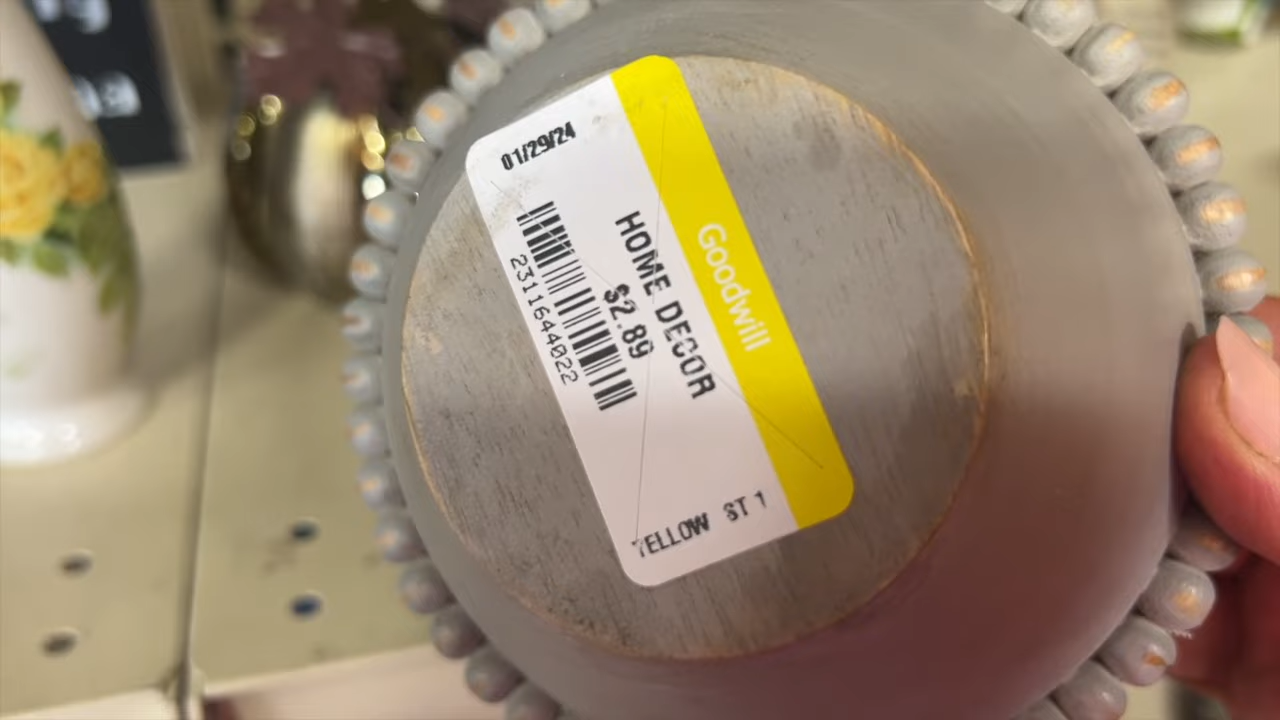 01/29/24
Goodwill
HOME DECOR
$2.89
2311644022
YELLOW ST 1